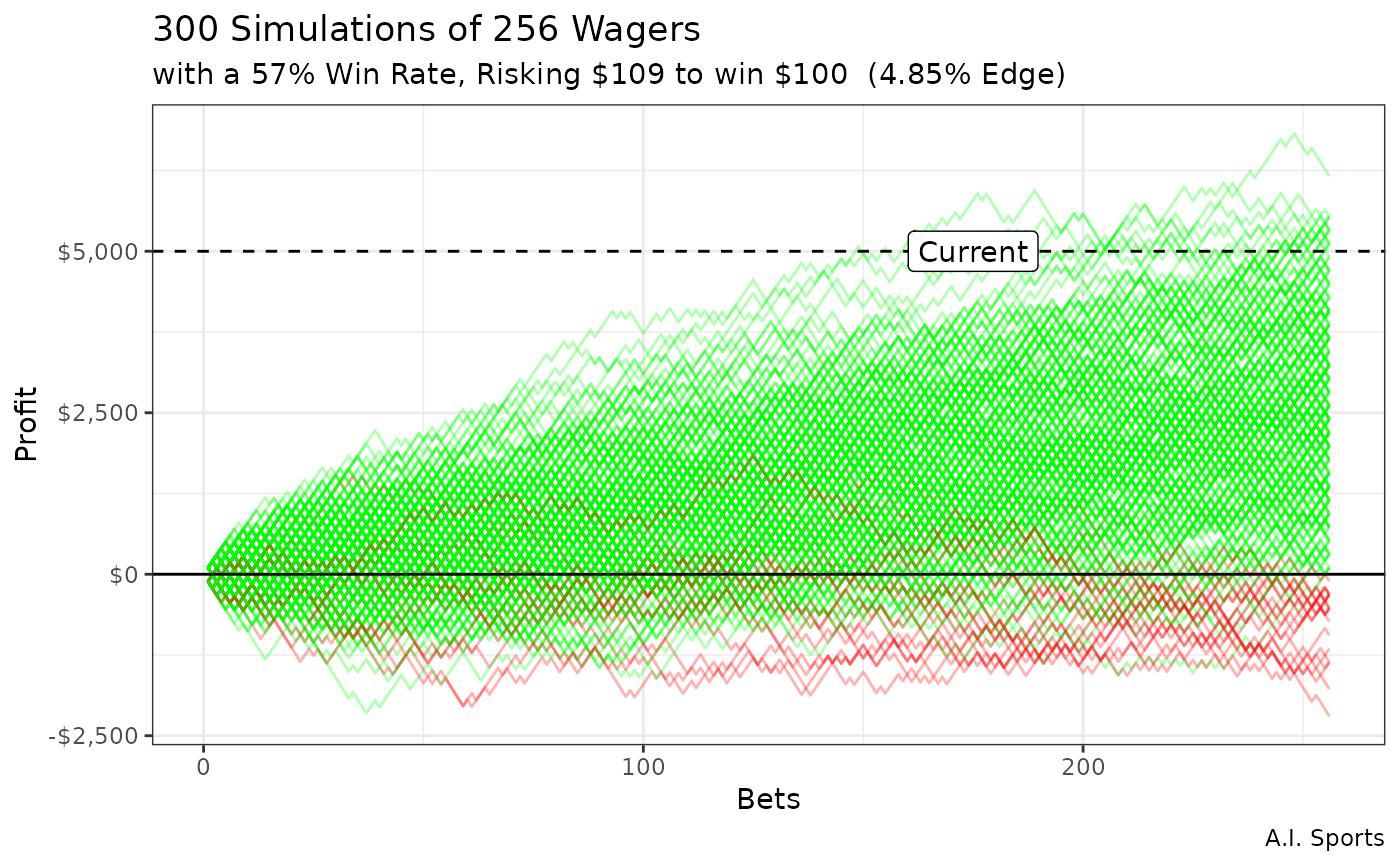 300 Simulations of 256 Wagers
with a 57% Win Rate, Risking $109 to win $100  (4.85% Edge)
Profit
$5,000
$2,500
$0
-$2,500
Current
0 100 200
Bets
A.I. Sports